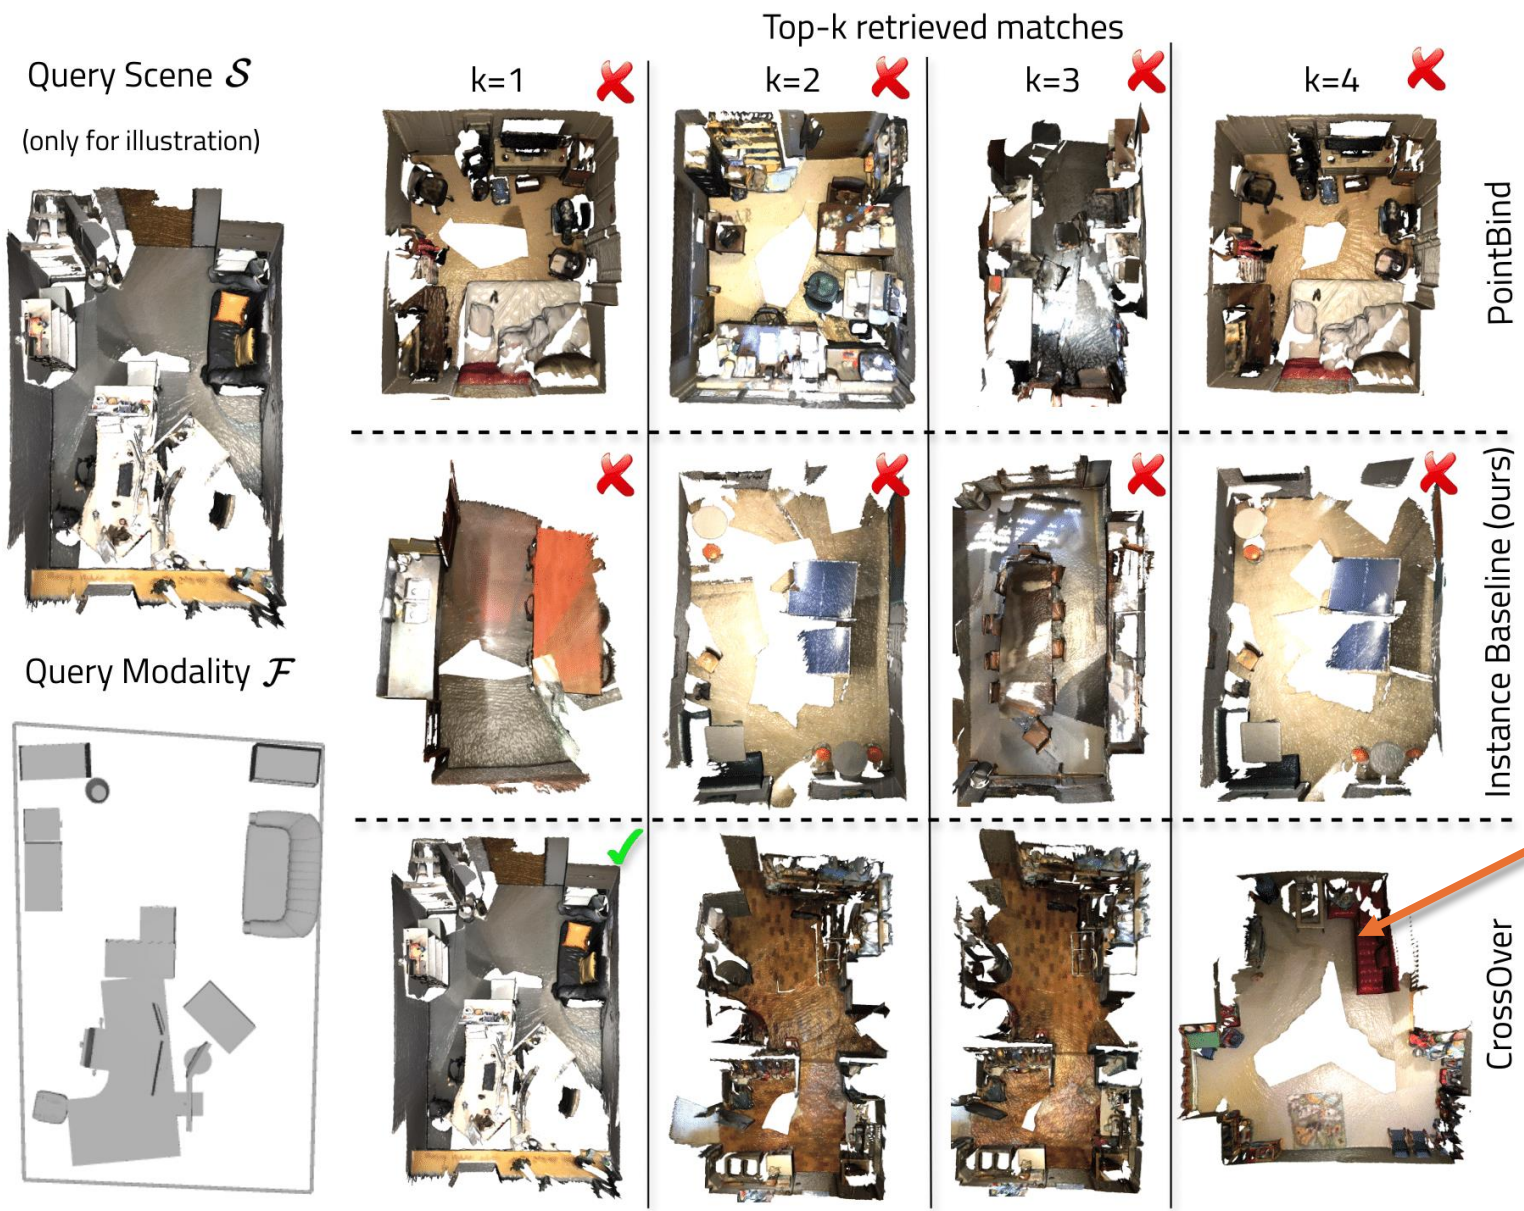 Top-k retrieved matches
Query Scene 𝒮
(only for illustration)
k=1
k=2
k=3
k=4
PointBind
Instance Baseline (ours)
Query Modality ℱ
CrossOver